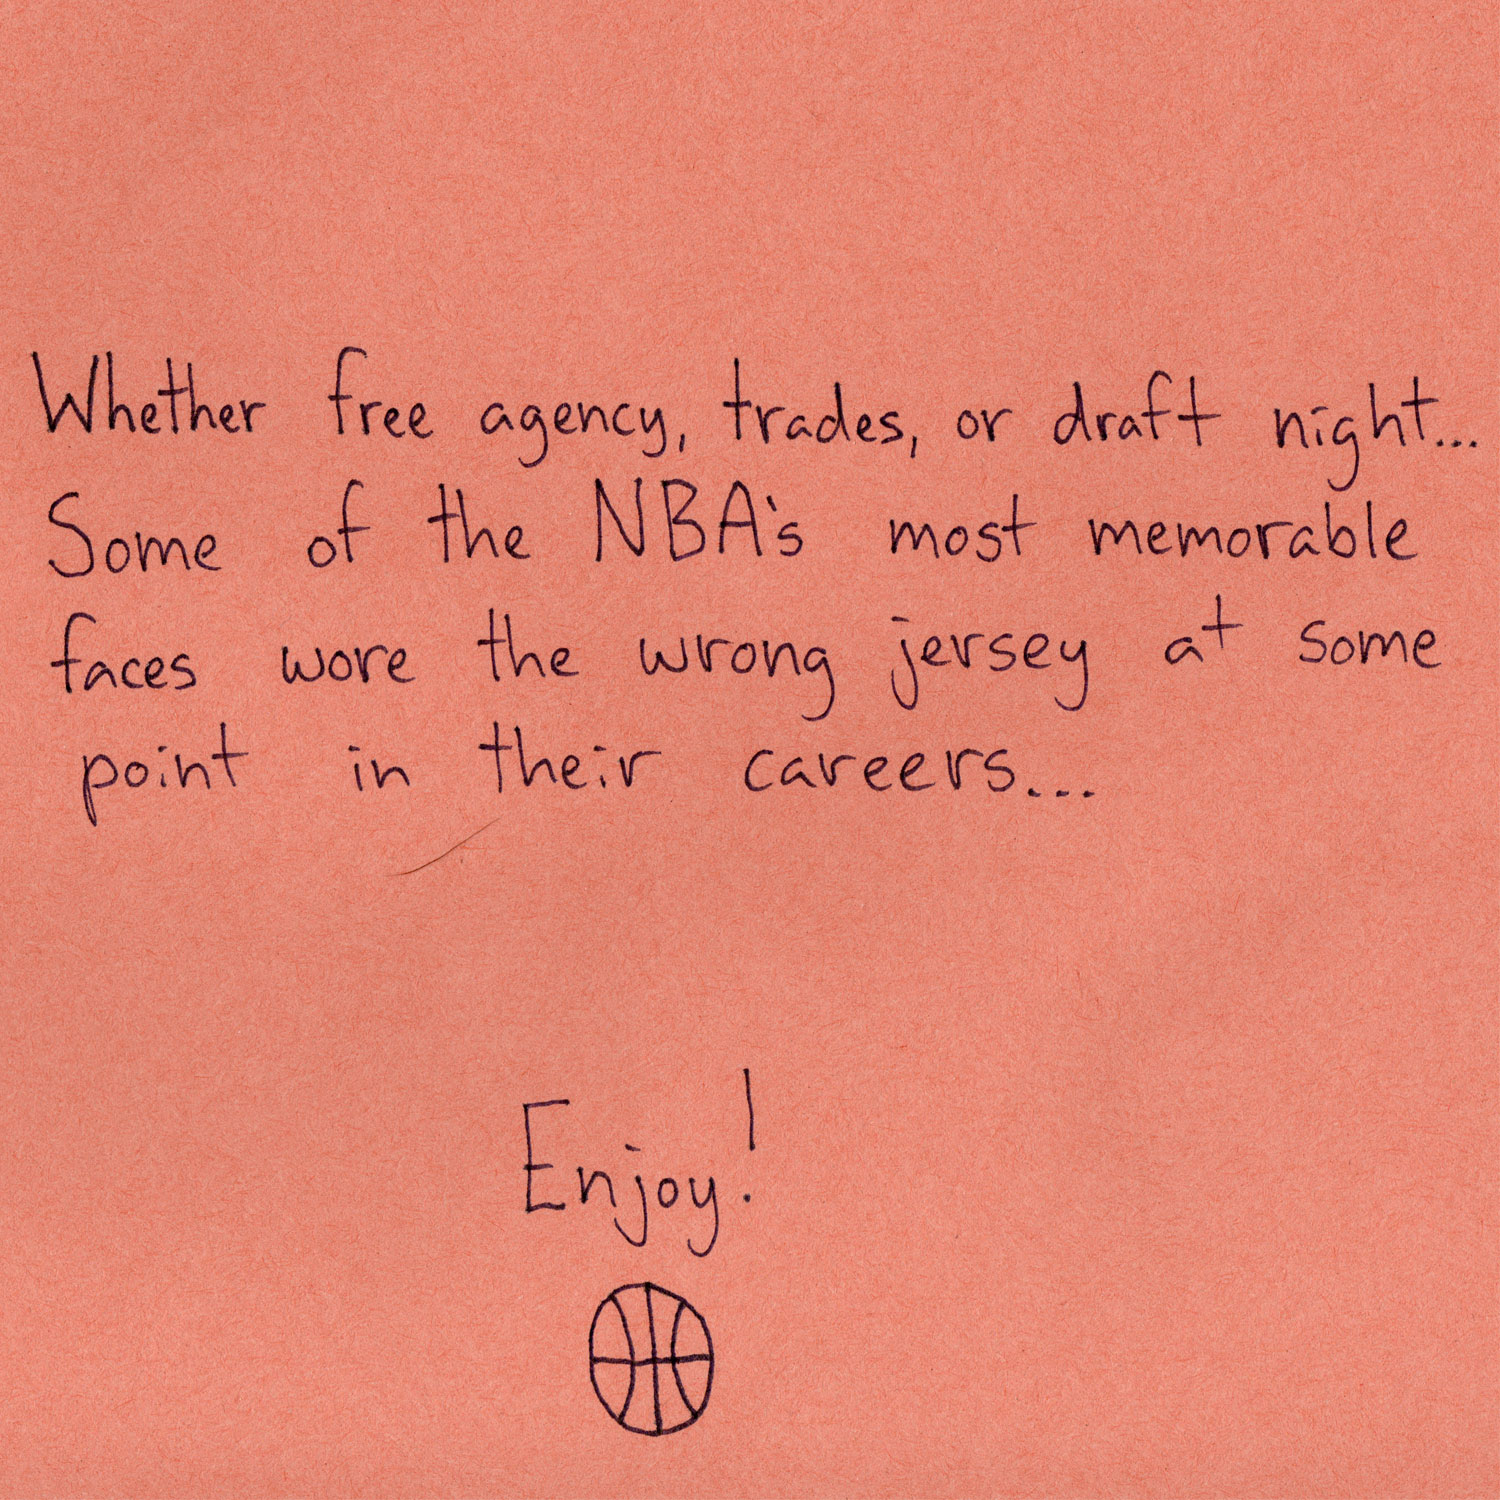 Whether free agency, trades, or draft night...
Some of the NBA's most memorable
faces wore the wrong jersey at some
point in their careers...
Enjoy!